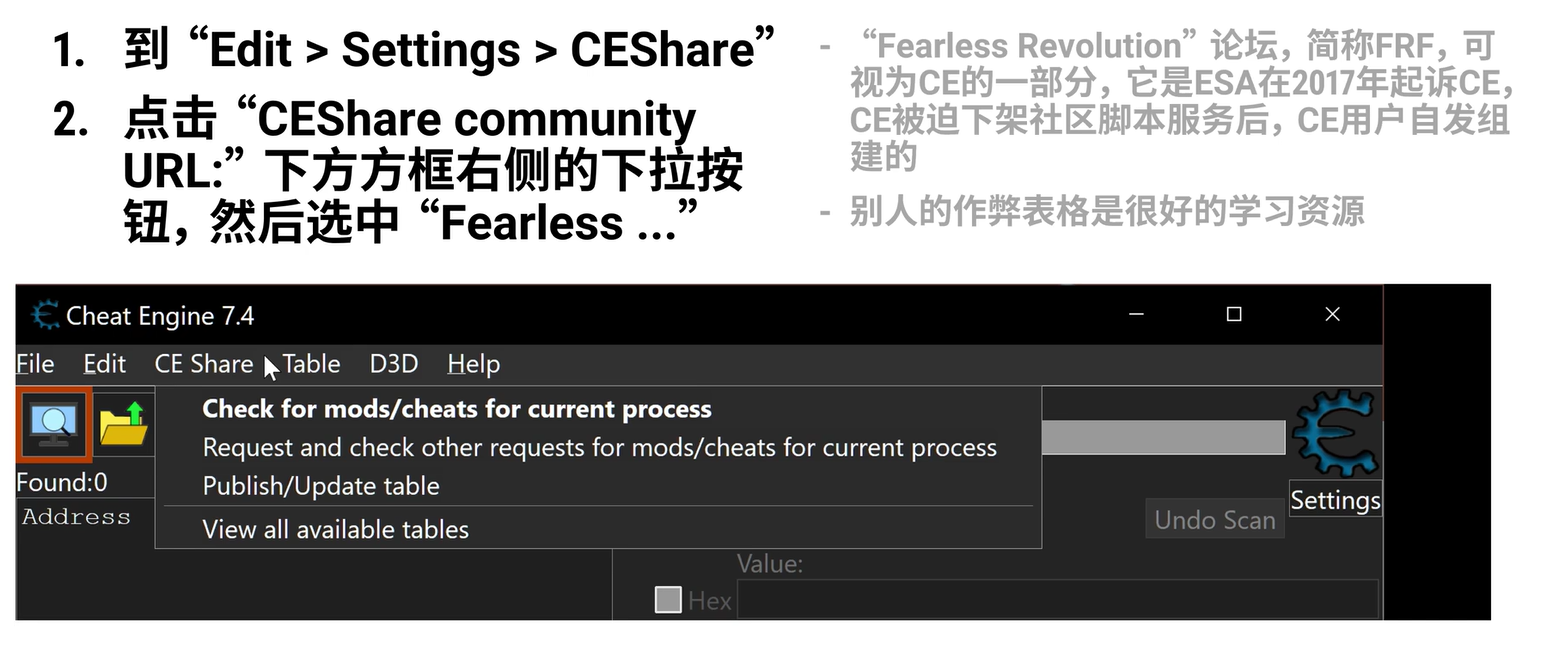 1. 到 “Edit > Settings > CEShare”
2. 点击 “CEShare community
URL:” 下方方框右侧的下拉按
钮，然后选中 “Fearless ...”
- “Fearless Revolution” 论坛，简称FRF，可
视为CE的一部分，它是ESA在2017年起诉CE，
CE被迫下架社区脚本服务后，CE用户自发组
建的
- 别人的作弊表格是很好的学习资源
Cheat Engine 7.4
File Edit CE Share Table D3D Help
Check for mods/cheats for current process
Request and check other requests for mods/cheats for current process
Publish/Update table
View all available tables
Found:0
Address
Settings
Undo Scan
Value:
Hex